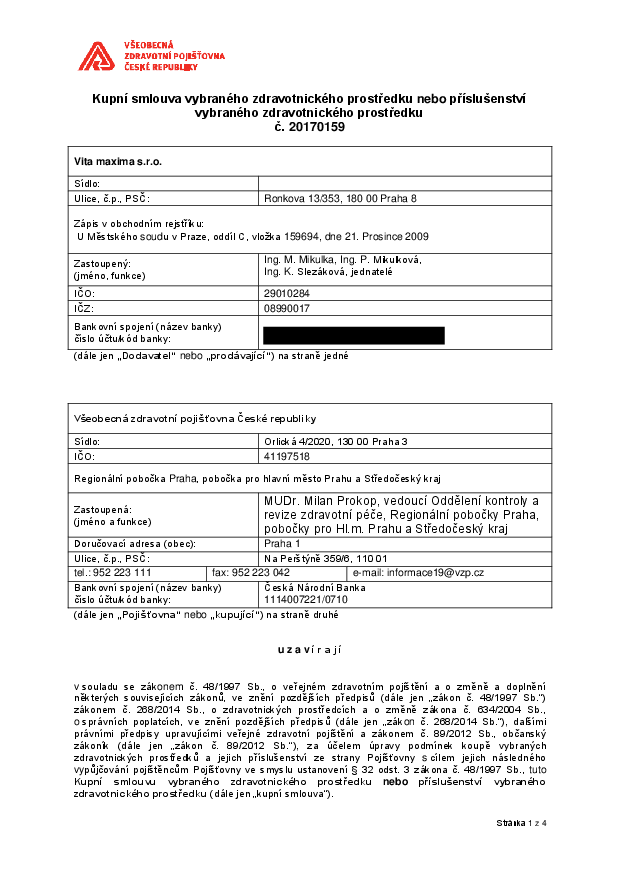 VŠEOBECNÁ
ZDRAVOTNÍ POJIŠŤOVNA
ČESKÉ REPUBLIKY
Kupní smlouva vybraného zdravotnického prostředku nebo příslušenství
vybraného zdravotnického prostředku
č. 20170159
Vita maxima s.r.o.
Sídlo:
Ulice, č.p., PSČ: Ronkova 13/353, 180 00 Praha 8
Zápis v obchodním rejstříku:
U Městského soudu v Praze, oddíl C, vložka 159694, dne 21. Prosince 2009
Zastoupený: Ing. M. Mikulka, Ing. P. Mikulková,
(jméno, funkce) Ing. K. Slezáková, jednatelé
IČO: 29010284
IČZ: 08990017
Bankovní spojení (název banky)
číslo účtu/kód banky:
(dále jen „Dodavatel“ nebo „prodávající“) na straně jedné
Všeobecná zdravotní pojišťovna České republiky
Sídlo: Orlická 4/2020, 130 00 Praha 3
IČO: 41197518
Regionální pobočka Praha, pobočka pro hlavní město Prahu a Středočeský kraj
Zastoupená: MUDr. Milan Prokop, vedoucí Oddělení kontroly a
(jméno a funkce) revize zdravotní péče, Regionální pobočky Praha,
pobočky pro Hl.m. Prahu a Středočeský kraj
Doručovací adresa (obec): Praha 1
Ulice, č.p., PSČ: Na Perštýně 359/6, 110 01
tel.: 952 223 111 fax: 952 223 042 e-mail: informace19@vzp.cz
Bankovní spojení (název banky) Česká Národní Banka
číslo účtu/kód banky: 1114007221/0710
(dále jen „Pojišťovna“ nebo „kupující“) na straně druhé
u z a v í r a j í
v souladu se zákonem č. 48/1997 Sb., o veřejném zdravotním pojištění a o změně a doplnění
některých souvisejících zákonů, ve znění pozdějších předpisů (dále jen „zákon č. 48/1997 Sb.“)
zákonem č. 268/2014 Sb., o zdravotnických prostředcích a o změně zákona č. 634/2004 Sb.,
o správních poplatcích, ve znění pozdějších předpisů (dále jen „zákon č. 268/2014 Sb.“), dalšími
právními předpisy upravujícími veřejné zdravotní pojištění a zákonem č. 89/2012 Sb., občanský
zákoník (dále jen „zákon č. 89/2012 Sb.“), za účelem úpravy podmínek koupě vybraných
zdravotnických prostředků a jejich příslušenství ze strany Pojišťovny s cílem jejich následného
vypůjčování pojištěncům Pojišťovny ve smyslu ustanovení § 32 odst. 3 zákona č. 48/1997 Sb., tuto
Kupní smlouvu vybraného zdravotnického prostředku nebo příslušenství vybraného
zdravotnického prostředku (dále jen „kupní smlouva“).
Stránka 1 z 4